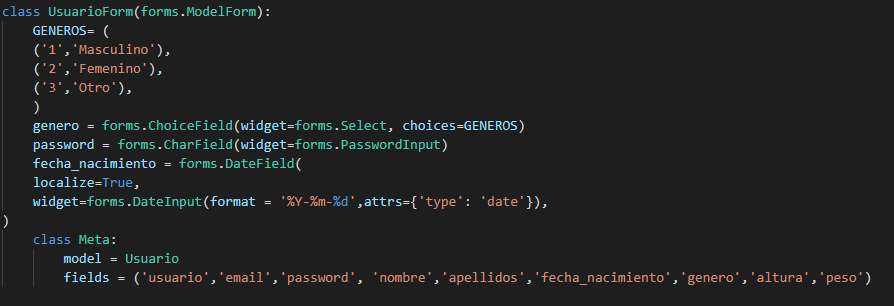 class UsuarioForm(forms.ModelForm):
    GENEROS= (
    ('1','Masculino'),
    ('2','Femenino'),
    ('3','Otro'),
    )
    genero = forms.ChoiceField(widget=forms.Select, choices=GENEROS)
    password = forms.CharField(widget=forms.PasswordInput)
    fecha_nacimiento = forms.DateField(
    localize=True,
    widget=forms.DateInput(format = '%Y-%m-%d',attrs={'type': 'date'}),
)
    class Meta:
        model = Usuario
        fields = ('usuario','email','password', 'nombre','apellidos','fecha_nacimiento','genero','altura','peso')